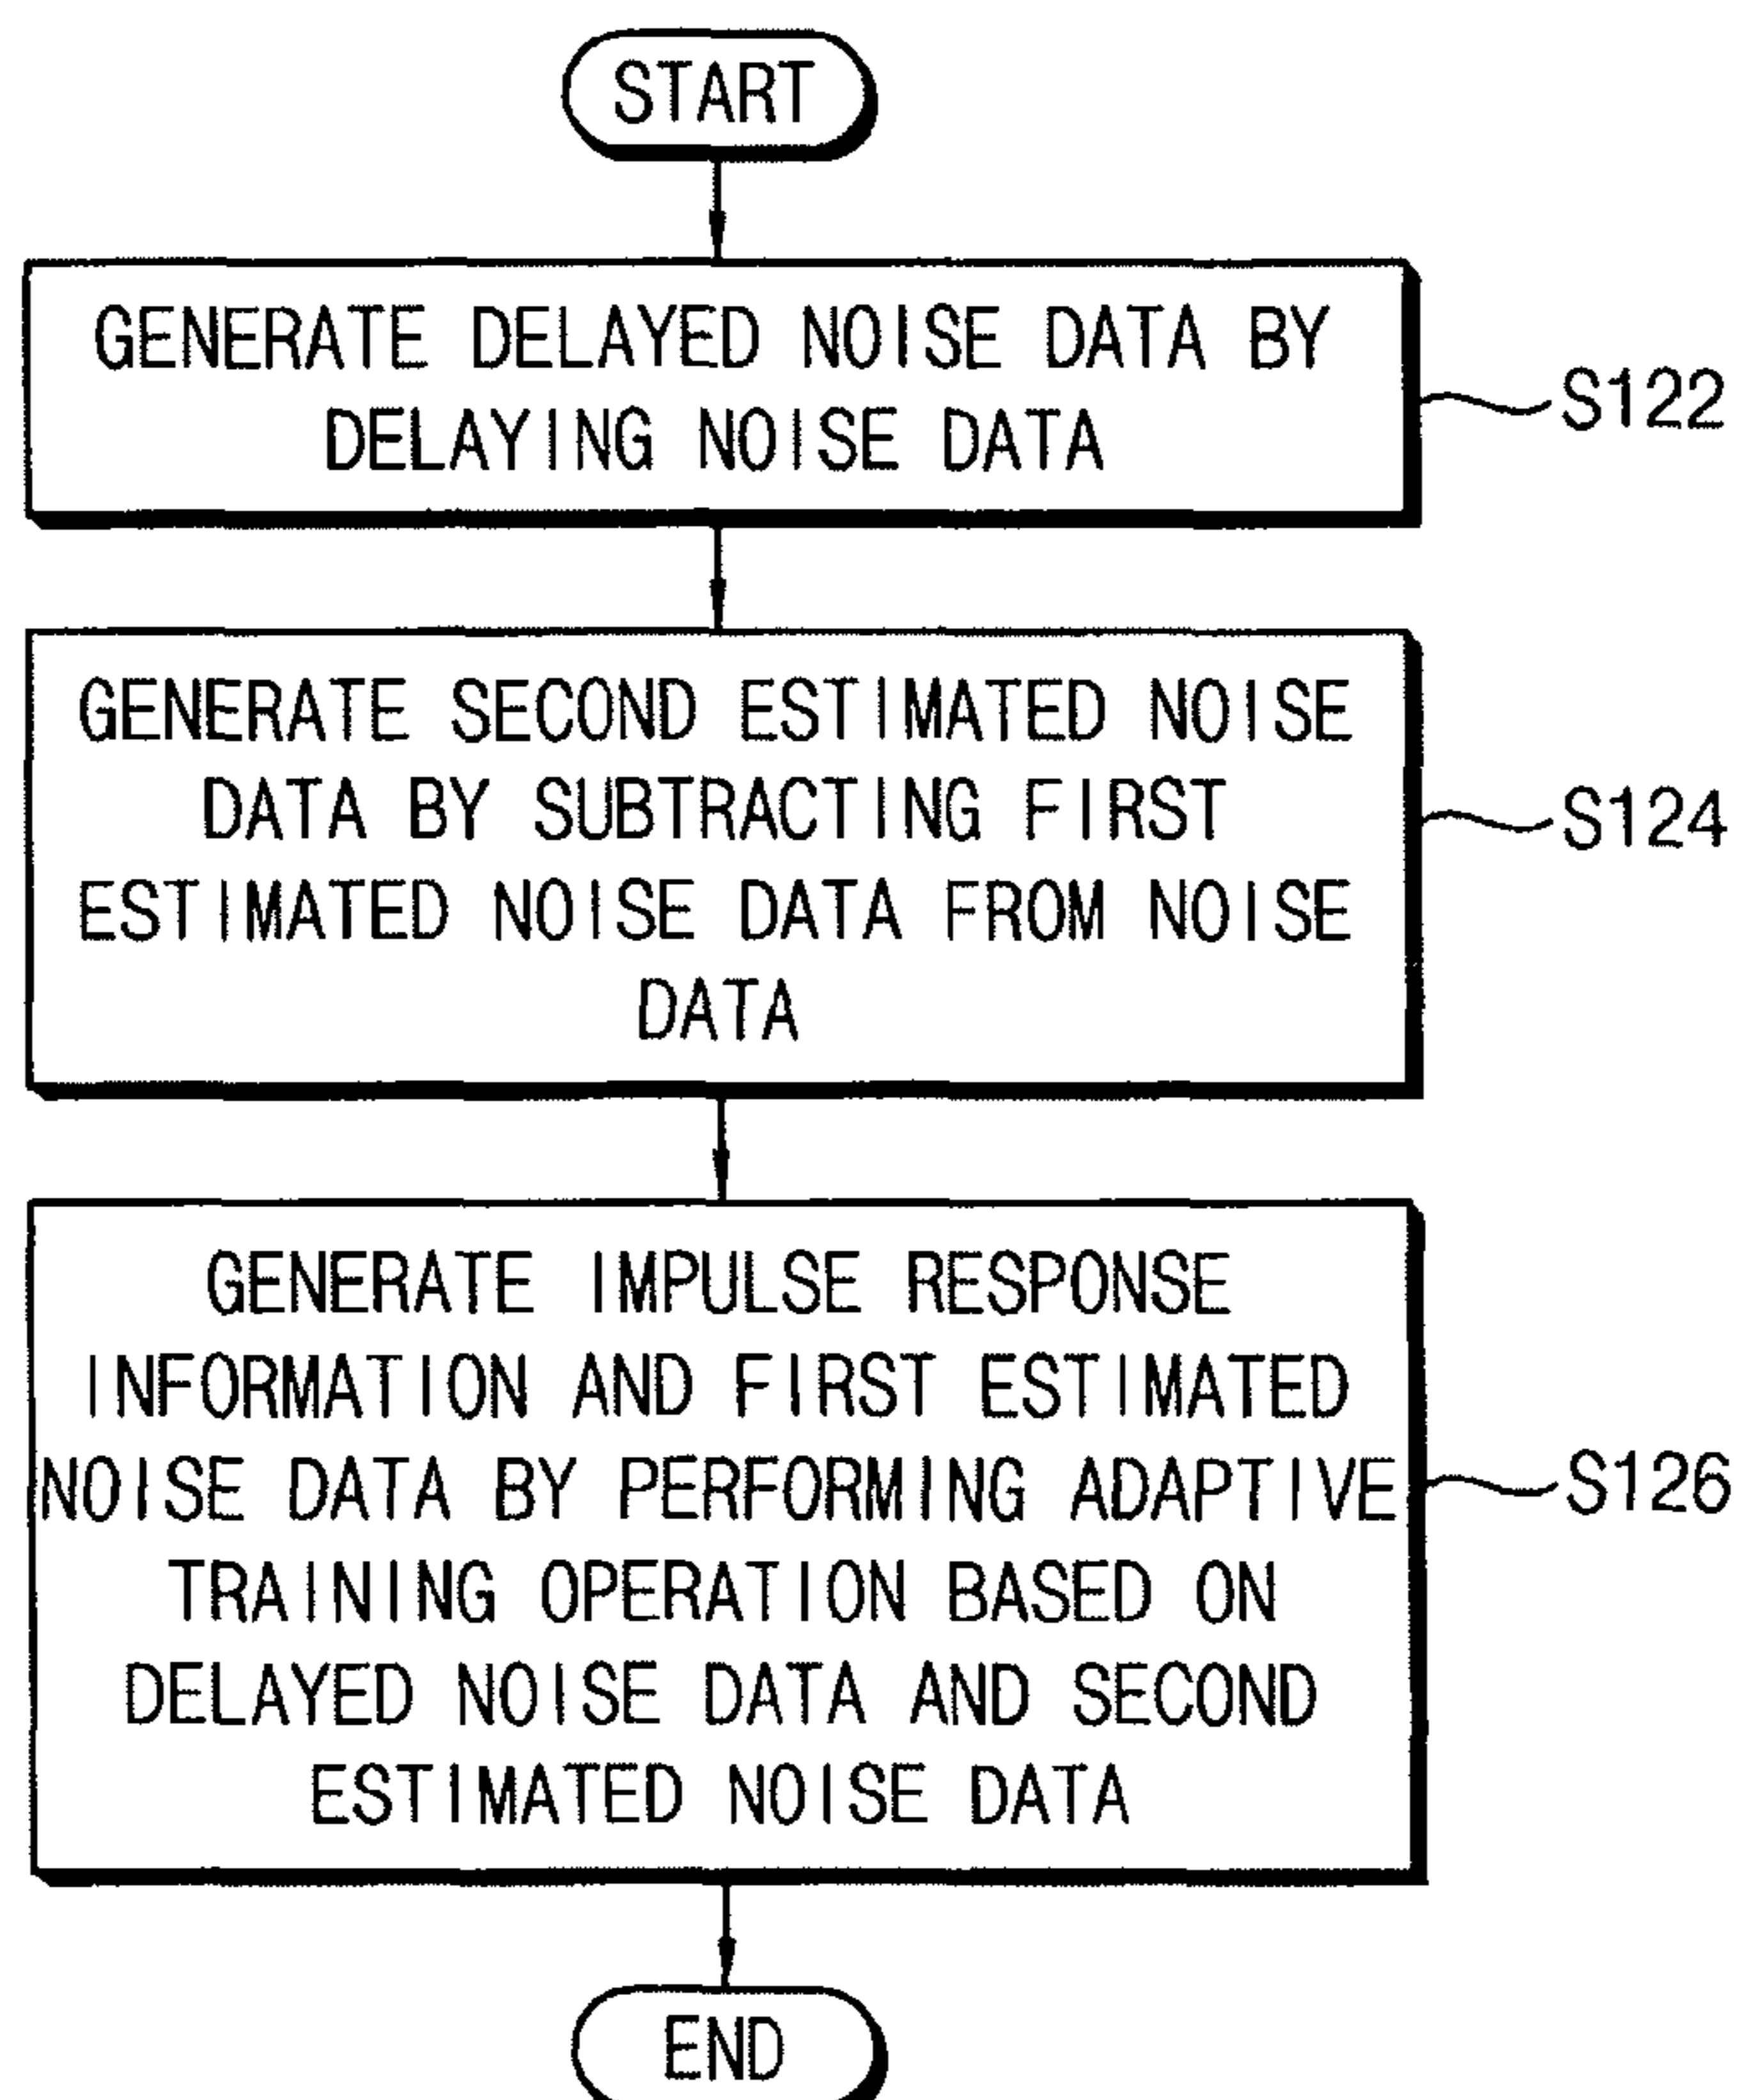 START
GENERATE DELAYED NOISE DATA BY
DELAYING NOISE DATA
S122
GENERATE SECOND ESTIMATED NOISE
DATA BY SUBTRACTING FIRST
ESTIMATED NOISE DATA FROM NOISE
DATA
S124
GENERATE IMPULSE RESPONSE
INFORMATION AND FIRST ESTIMATED
NOISE DATA BY PERFORMING ADAPTIVE
TRAINING OPERATION BASED ON
DELAYED NOISE DATA AND SECOND
ESTIMATED NOISE DATA
S126
END